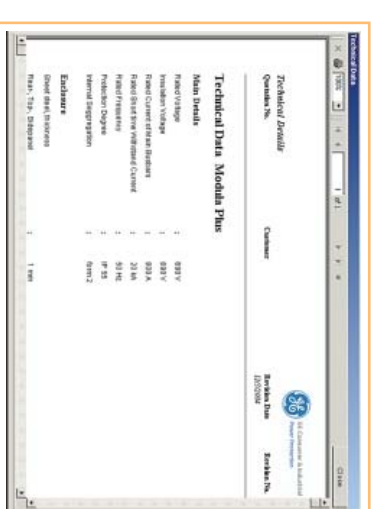 Technical Data
100%
1 of 1
Close
GE Consumer & Industrial
Power Protection
Technical Details
Quotation No. Customer Revision Date Revision No.
Technical Data Modula Plus
Main Details
Rated Voltage : 690 V
Insulation Voltage : 690 V
Rated Current of Main Busbars : 800 A
Rated Short time Withstand Current : 20 kA
Rated Frequency : 50 Hz
Protection Degree : IP 55
Internal Seggregation : form 2
Enclosure
Sheet steel, thickness
Rear-, Top-, Sidepanel : 1 mm